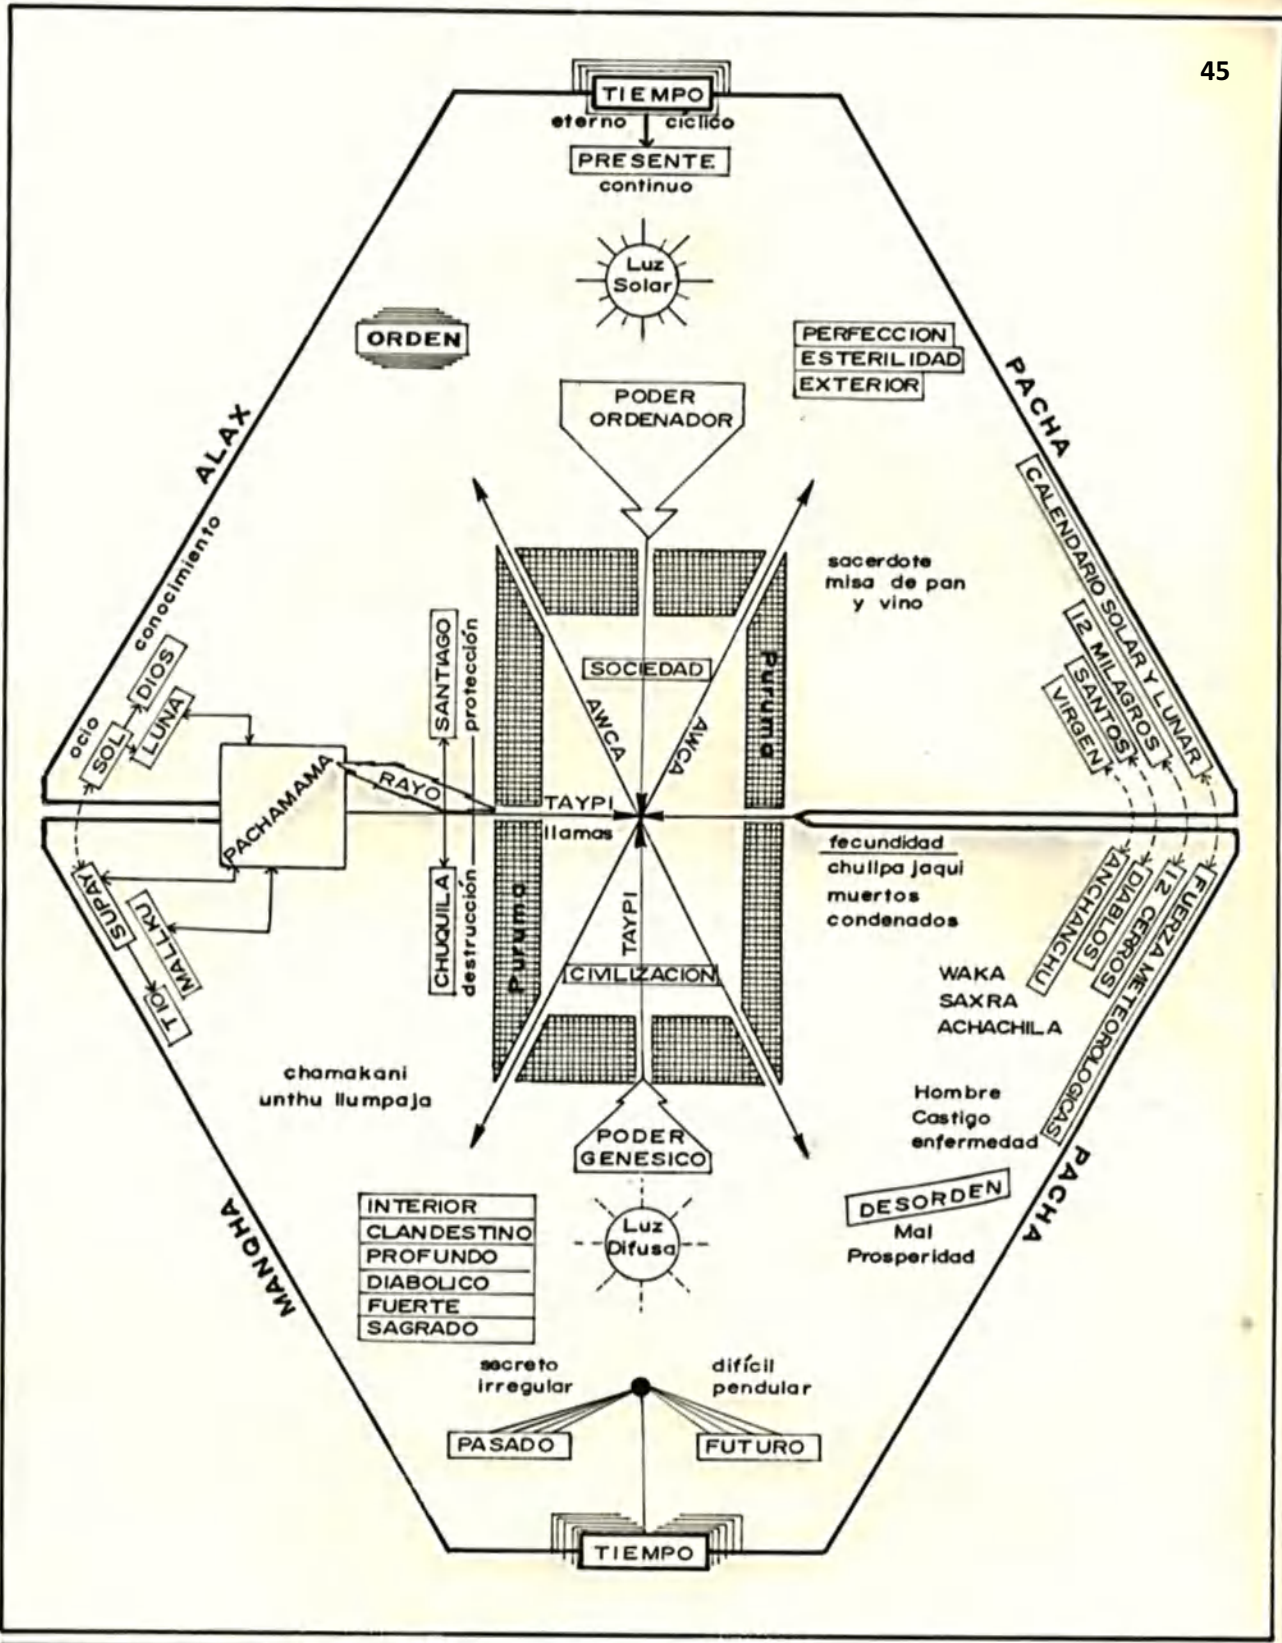 45
TIEMPO
eterno cíclico
PRESENTE
continuo
Luz
Solar
ORDEN
PERFECCION
ESTERILIDAD
EXTERIOR
PODER
ORDENADOR
ALAX
PACHA
conocimiento
ocio
SOL
DIOS
LUNA
PACHAMAMA
RAYO
SANTIAGO
protección
CHUQUILA
destrucción
SOCIEDAD
AWCA
AWCA
Puruna
Puruma
TAYPI
llamas
TAYPI
CIVILIZACION
sacerdote
misa de pan
y vino
CALENDARIO SOLAR Y LUNAR
12 MILAGROS
SANTOS
VIRGEN
fecundidad
chullpa jaqui
muertos
condenados
ANCHANCHU
DIABLOS
12 CERROS
FUERZA METEOROLOGICAS
WAKA
SAXRA
ACHACHILA
SUPAY
MALLKU
TIO
chamakani
unthu llumpaja
Hombre
Castigo
enfermedad
PODER
GENESICO
MANQHA
PACHA
DESORDEN
Mal
Prosperidad
INTERIOR
CLANDESTINO
PROFUNDO
DIABOLICO
FUERTE
SAGRADO
Luz
Difusa
secreto
irregular
difícil
pendular
PASADO
FUTURO
TIEMPO